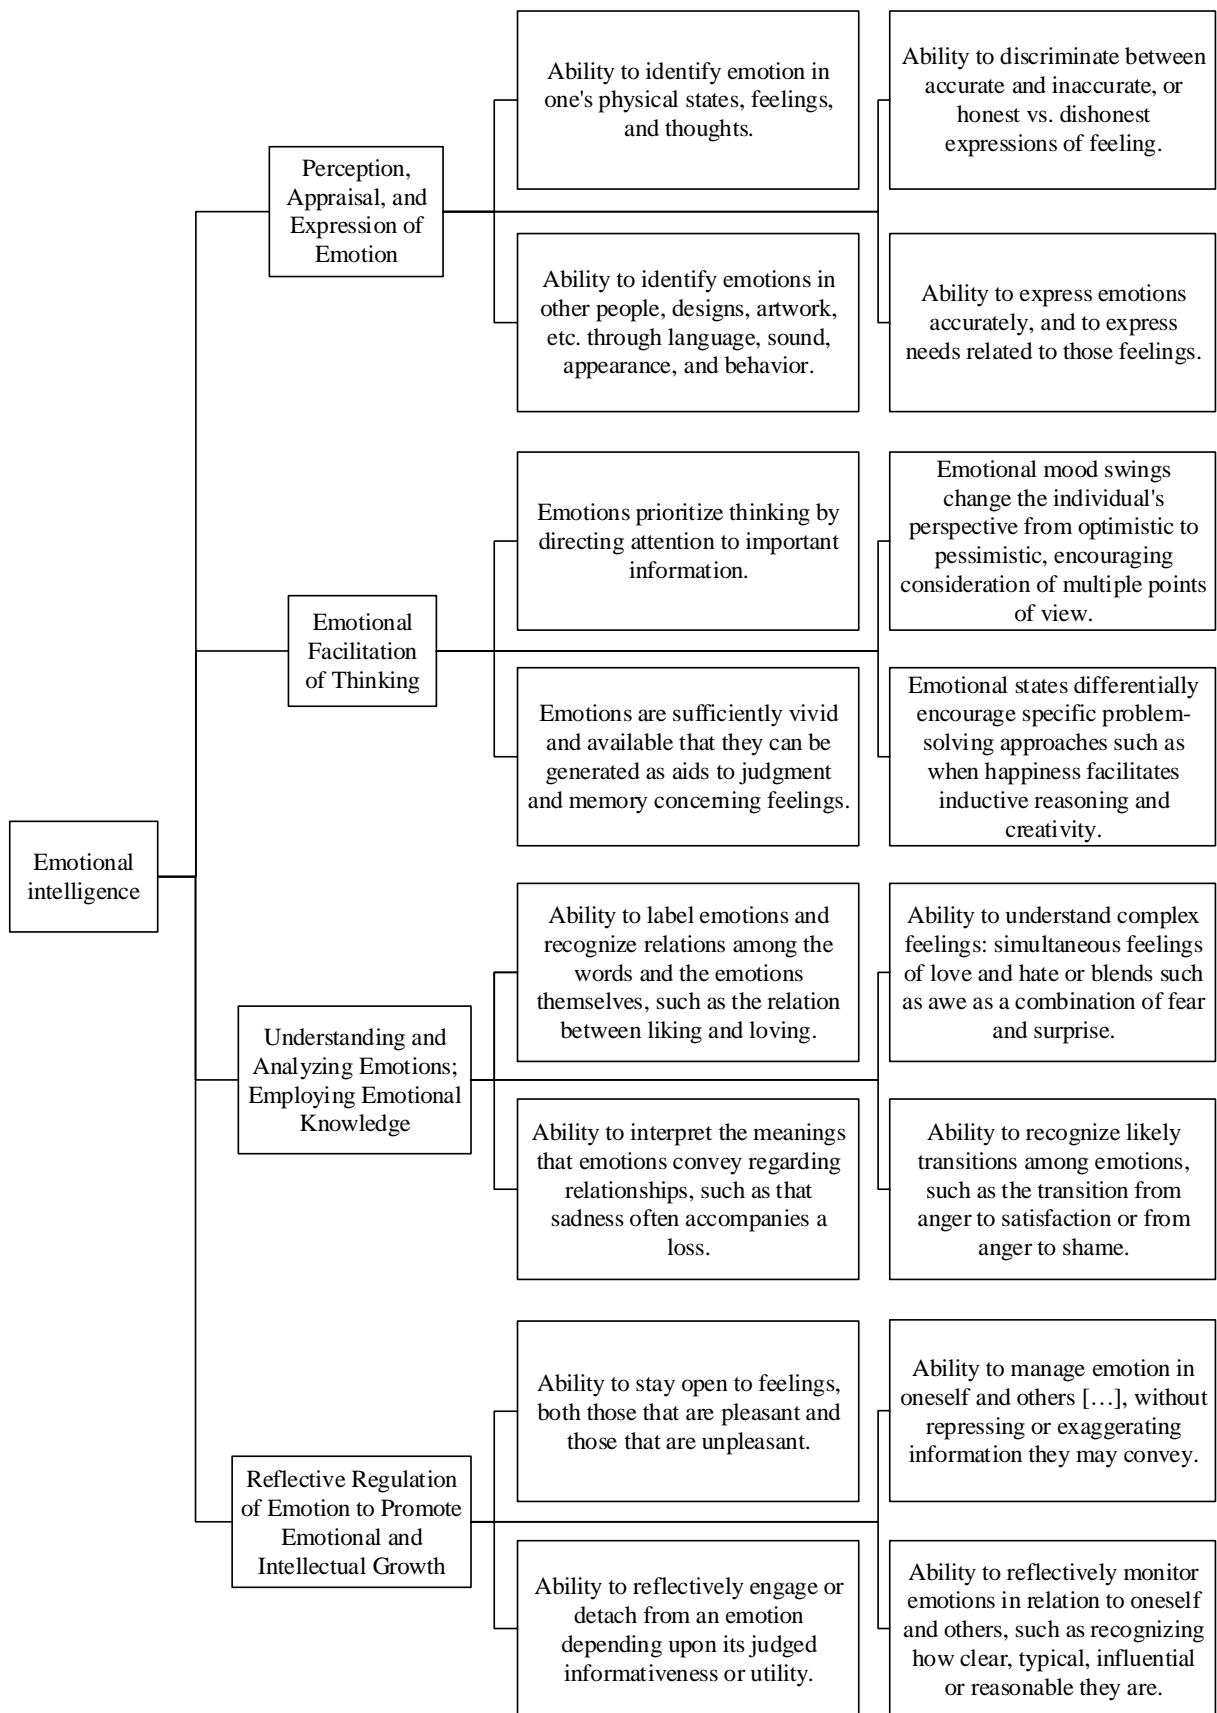 Emotional
intelligence
Perception,
Appraisal, and
Expression of
Emotion
Ability to identify emotion in
one's physical states, feelings,
and thoughts.
Ability to discriminate between
accurate and inaccurate, or
honest vs. dishonest
expressions of feeling.
Ability to identify emotions in
other people, designs, artwork,
etc. through language, sound,
appearance, and behavior.
Ability to express emotions
accurately, and to express
needs related to those feelings.
Emotional
Facilitation
of Thinking
Emotions prioritize thinking by
directing attention to important
information.
Emotional mood swings
change the individual's
perspective from optimistic to
pessimistic, encouraging
consideration of multiple points
of view.
Emotions are sufficiently vivid
and available that they can be
generated as aids to judgment
and memory concerning feelings.
Emotional states differentially
encourage specific problem-
solving approaches such as
when happiness facilitates
inductive reasoning and
creativity.
Understanding and
Analyzing Emotions;
Employing Emotional
Knowledge
Ability to label emotions and
recognize relations among the
words and the emotions
themselves, such as the relation
between liking and loving.
Ability to understand complex
feelings: simultaneous feelings
of love and hate or blends such
as awe as a combination of fear
and surprise.
Ability to interpret the meanings
that emotions convey regarding
relationships, such as that
sadness often accompanies a
loss.
Ability to recognize likely
transitions among emotions,
such as the transition from
anger to satisfaction or from
anger to shame.
Reflective Regulation
of Emotion to Promote
Emotional and
Intellectual Growth
Ability to stay open to feelings,
both those that are pleasant and
those that are unpleasant.
Ability to manage emotion in
oneself and others […], without
repressing or exaggerating
information they may convey.
Ability to reflectively engage or
detach from an emotion
depending upon its judged
informativeness or utility.
Ability to reflectively monitor
emotions in relation to oneself
and others, such as recognizing
how clear, typical, influential
or reasonable they are.